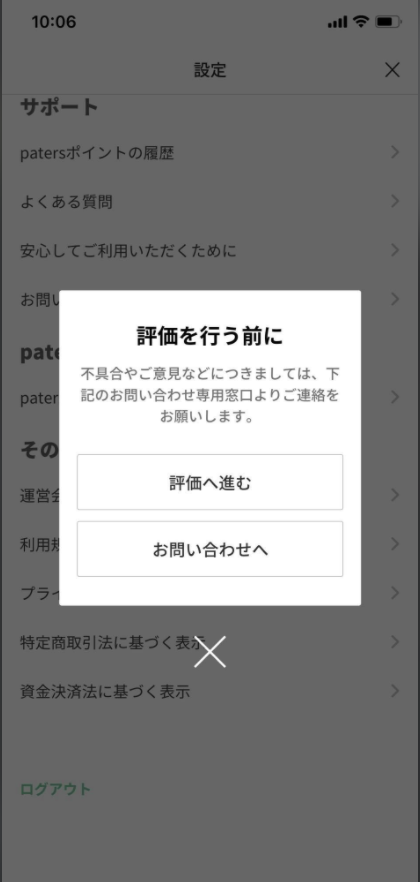 10:06
設定
サポート
patersポイントの履歴
よくある質問
安心してご利用いただくために
お問い
評価を行う前に
不具合やご意見などにつきましては、下
記のお問い合わせ専用窓口よりご連絡を
お願いします。
評価へ進む
お問い合わせへ
pate
pater
その
運営会
利用規
プライ
特定商取引法に基づく表示
資金決済法に基づく表示
ログアウト